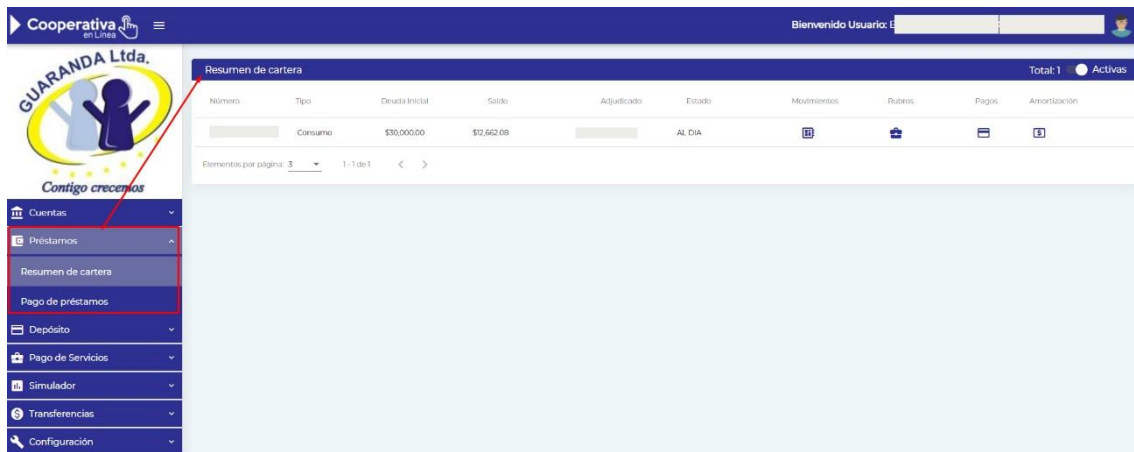 Cooperativa
en Línea
Bienvenido Usuario: E
GUARANDA Ltda.
Contigo crecemos
Cuentas
Préstamos
Resumen de cartera
Pago de préstamos
Depósito
Pago de Servicios
Simulador
Transferencias
Configuración
Resumen de cartera Total: 1 Activas
Número Tipo Deuda Inicial Saldo Adjudicado Estado Movimientos Rubros Pagos Amortización
Consumo $30,000.00 $12,662.08 AL DIA
Elementos por página: 3 1 - 1 de 1